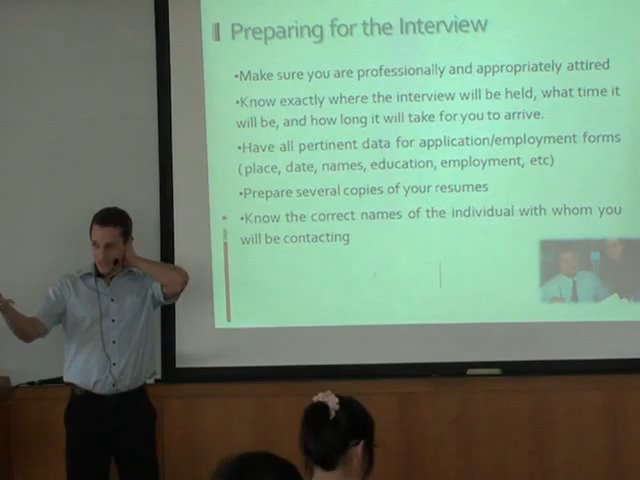 Preparing for the Interview
•Make sure you are professionally and appropriately attired
•Know exactly where the interview will be held, what time it
will be, and how long it will take for you to arrive.
•Have all pertinent data for application/employment forms
(place, date, names, education, employment, etc)
•Prepare several copies of your resumes
•Know the correct names of the individual with whom you
will be contacting